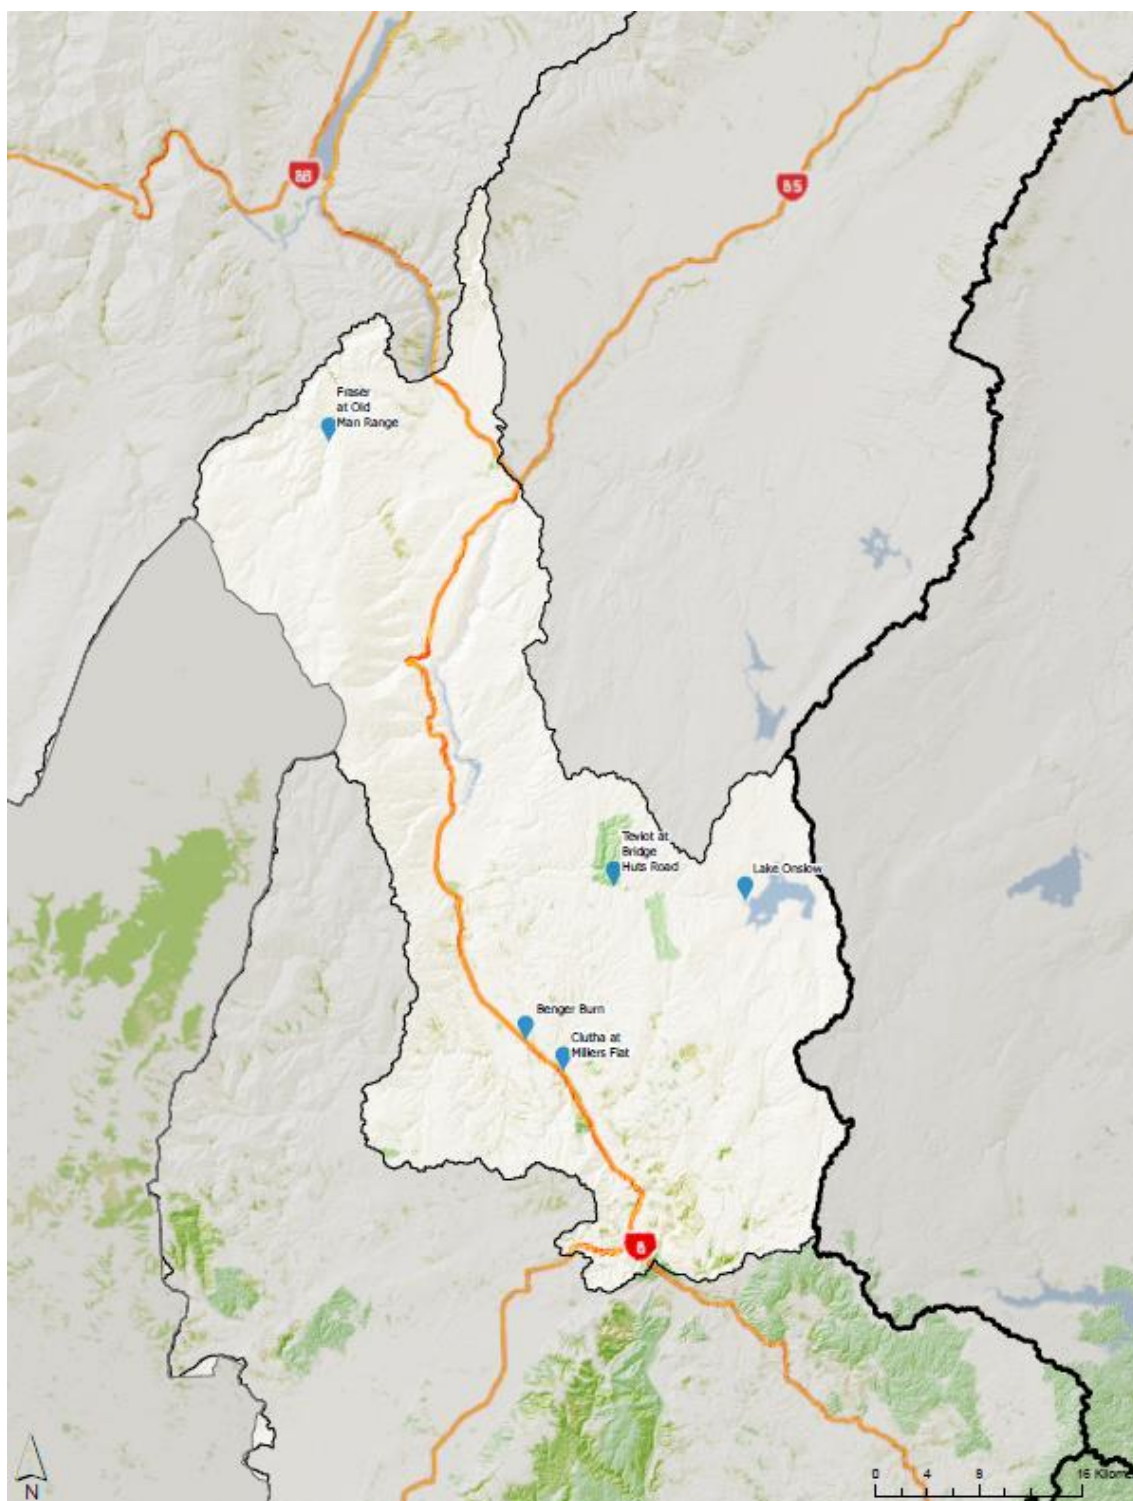 8B
85
Fraser
at Old
Man Range
Teviot at
Bridge
Huts Road
Lake Onslow
Benger Burn
Clutha at
Millers Flat
8
N
0 4 8 16 Kilome